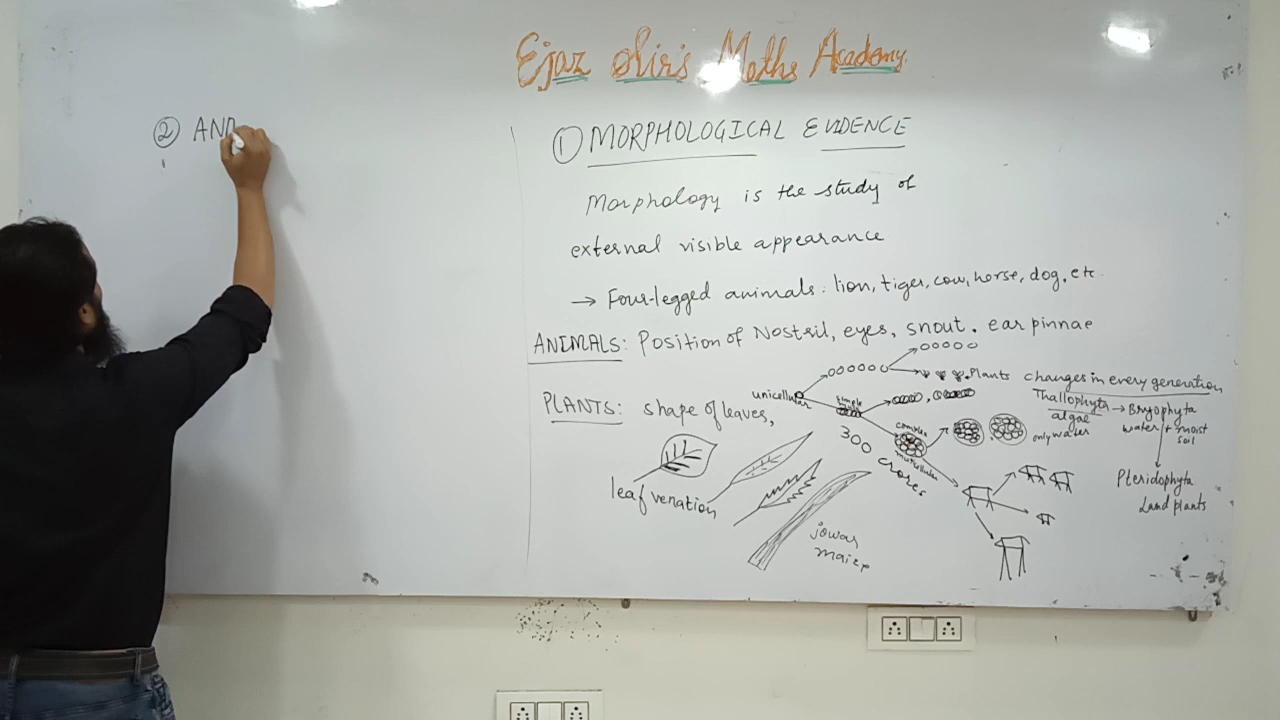 Ejaz Sir's Maths Academy.
② AN
① MORPHOLOGICAL EVIDENCE
Morphology is the study of
external visible appearance
→ Four-legged animals: lion, tiger, cow, horse, dog, etc.
ANIMALS: Position of Nostril, eyes, snout. ear pinnae
PLANTS: shape of leaves,
leaf venation
jowar
maize
unicellular
simple
complex
multicellular
300 crores
Plants changes in every generation
Thallophyta → Bryophyta
algae
only water
water + moist
soil
Pteridophyta
Land plants